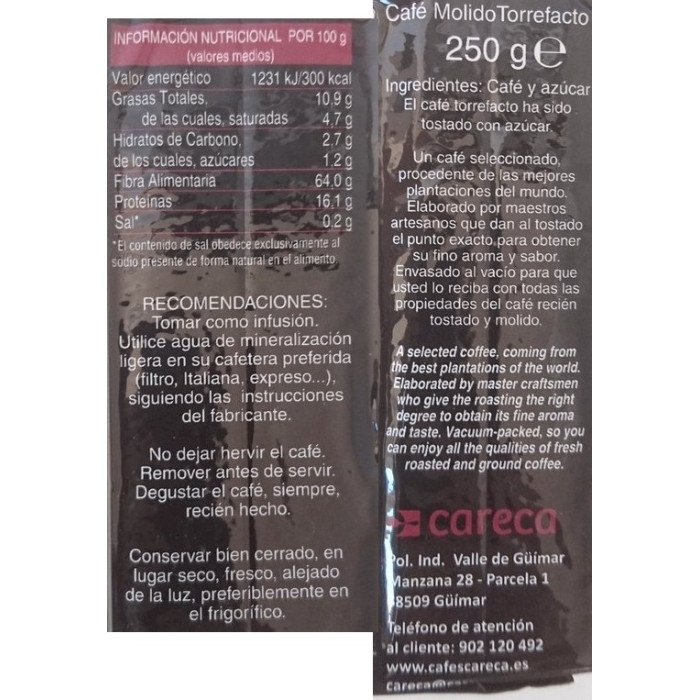 INFORMACIÓN NUTRICIONAL POR 100 g
(valores medios)
Valor energético 1231 kJ/300 kcal
Grasas Totales, 10,9 g
de las cuales, saturadas 4,7 g
Hidratos de Carbono, 2,7 g
de los cuales, azúcares 1,2 g
Fibra Alimentaria 64,0 g
Proteínas 16,1 g
Sal* 0,2 g
*El contenido de sal obedece exclusivamente al
sodio presente de forma natural en el alimento
RECOMENDACIONES:
Tomar como infusión.
Utilice agua de mineralización
ligera en su cafetera preferida
(filtro, Italiana, expreso...),
siguiendo las instrucciones
del fabricante.
No dejar hervir el café.
Remover antes de servir.
Degustar el café, siempre,
recién hecho.
Conservar bien cerrado, en
lugar seco, fresco, alejado
de la luz, preferiblemente en
el frigorífico.
Café Molido Torrefacto
250 g e
Ingredientes: Café y azúcar
El café torrefacto ha sido
tostado con azúcar.
Un café seleccionado,
procedente de las mejores
plantaciones del mundo.
Elaborado por maestros
artesanos que dan al tostado
el punto exacto para obtener
su fino aroma y sabor.
Envasado al vacío para que
usted lo reciba con todas las
propiedades del café recién
tostado y molido.
A selected coffee, coming from
the best plantations of the world.
Elaborated by master craftsmen
who give the roasting the right
degree to obtain its fine aroma
and taste. Vacuum-packed, so you
can enjoy all the qualities of fresh
roasted and ground coffee.
careca
Pol. Ind. Valle de Güímar
Manzana 28 - Parcela 1
38509 Güímar
Teléfono de atención
al cliente: 902 120 492
www.cafescareca.es